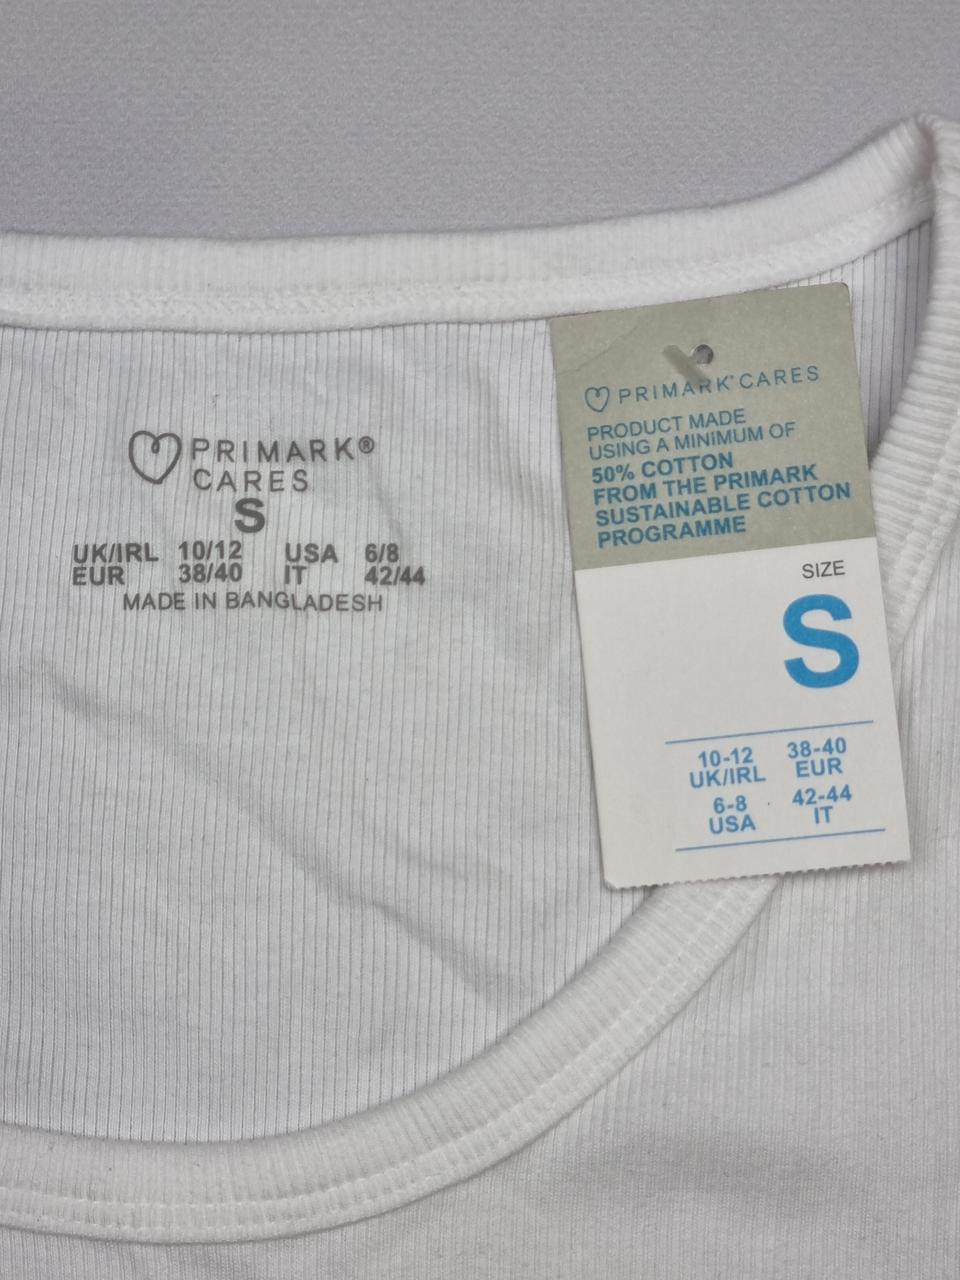 PRIMARK®
CARES
S
UK/IRL 10/12 USA 6/8
EUR 38/40 IT 42/44
MADE IN BANGLADESH
PRIMARK® CARES
PRODUCT MADE
USING A MINIMUM OF
50% COTTON
FROM THE PRIMARK
SUSTAINABLE COTTON
PROGRAMME
SIZE
S
10-12 38-40
UK/IRL EUR
6-8 42-44
USA IT